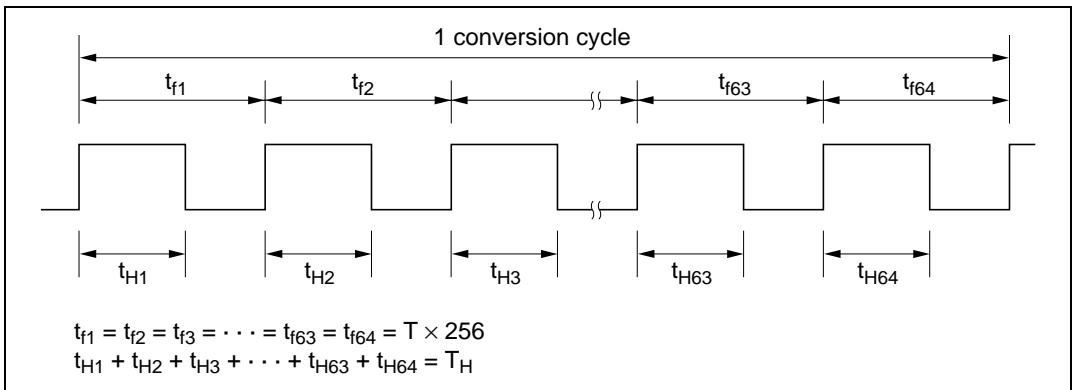 1 conversion cycle
tf1 tf2 tf63 tf64
tH1 tH2 tH3 tH63 tH64
tf1 = tf2 = tf3 = · · · = tf63 = tf64 = T × 256
tH1 + tH2 + tH3 + · · · + tH63 + tH64 = TH